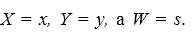 X = x, Y = y, a W = s.